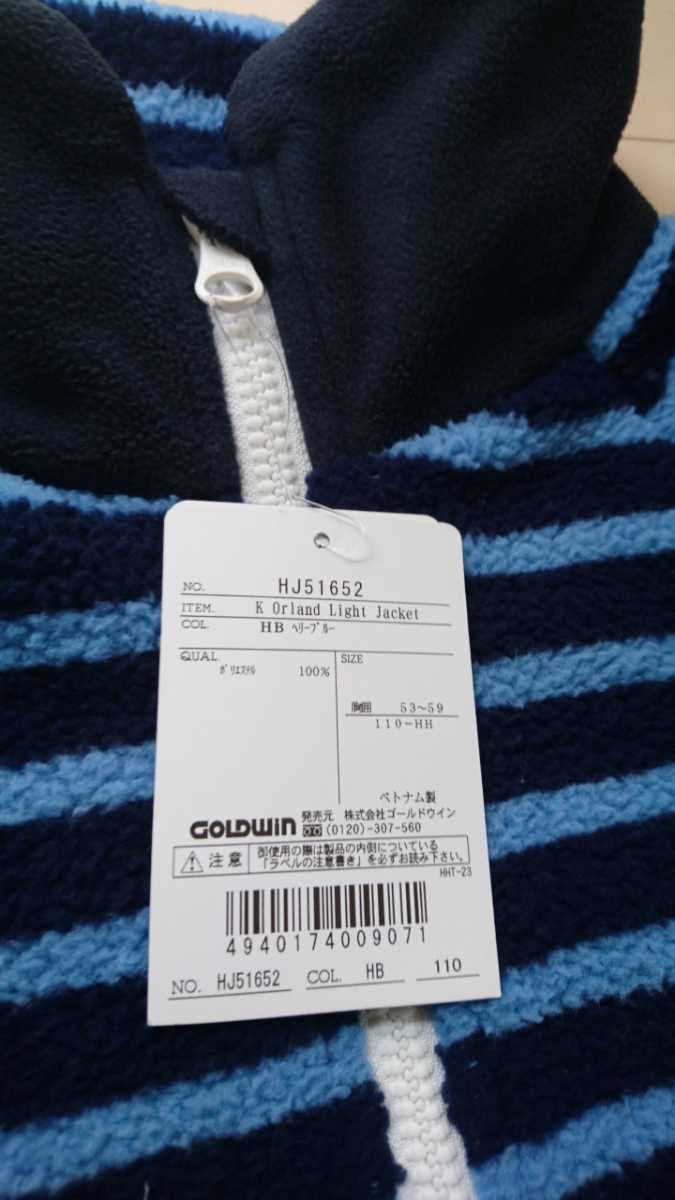 NO. HJ51652
ITEM. K Orland Light Jacket
COL. HB ヘリーブルー
QUAL. SIZE
ポリエステル 100%
胸囲 53～59
110-HH
ベトナム製
GOLDWIN 発売元 株式会社ゴールドウイン
(0120)-307-560
注意 御使用の際は製品の内側についている
「ラベルの注意書き」を必ずお読み下さい。
HHT-23
4940174009071
NO. HJ51652 COL. HB 110